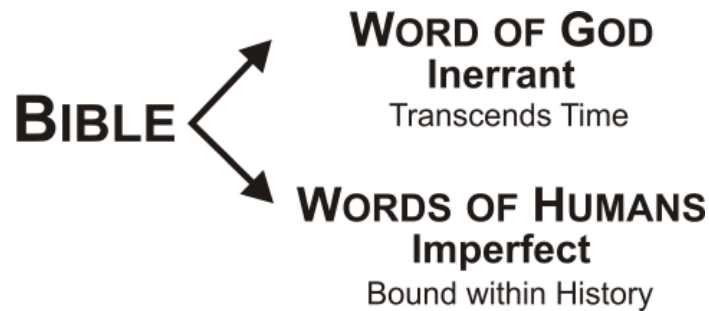 BIBLE
WORD OF GOD
Inerrant
Transcends Time
WORDS OF HUMANS
Imperfect
Bound within History